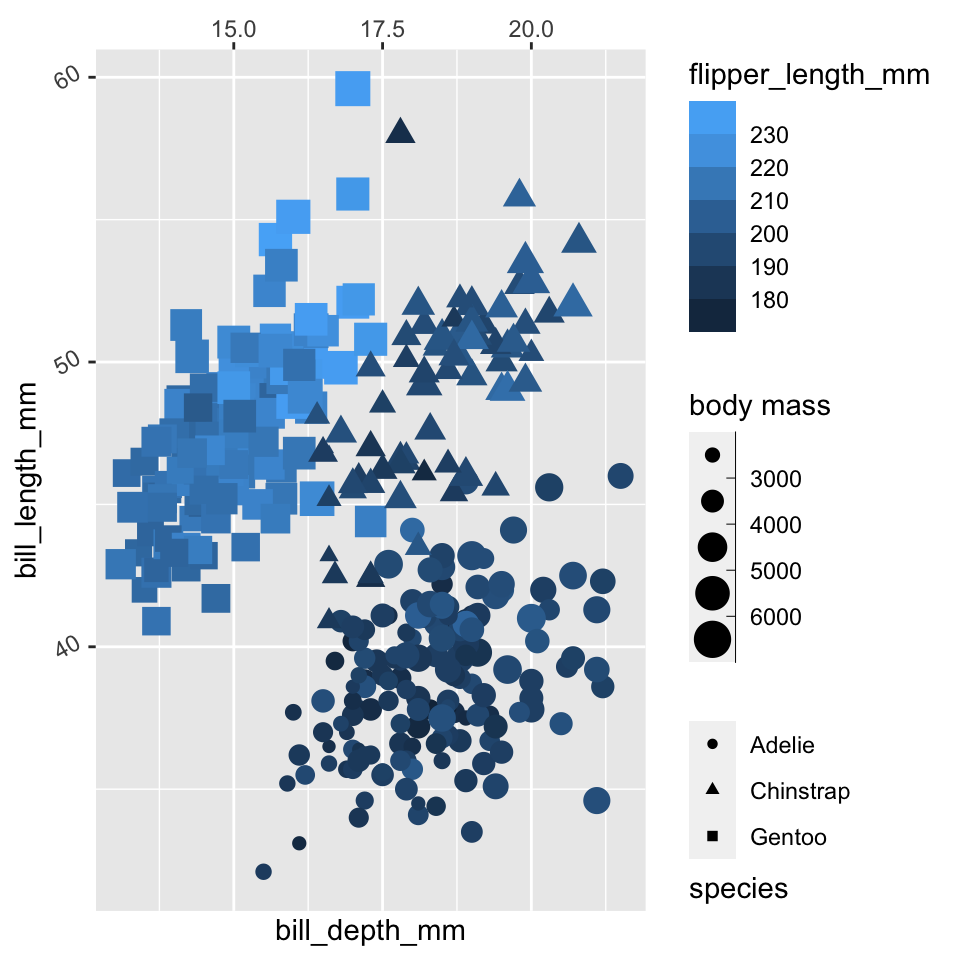 15.0 17.5 20.0
60
50
40
bill_length_mm
bill_depth_mm
flipper_length_mm
230
220
210
200
190
180
body mass
3000
4000
5000
6000
Adelie
Chinstrap
Gentoo
species